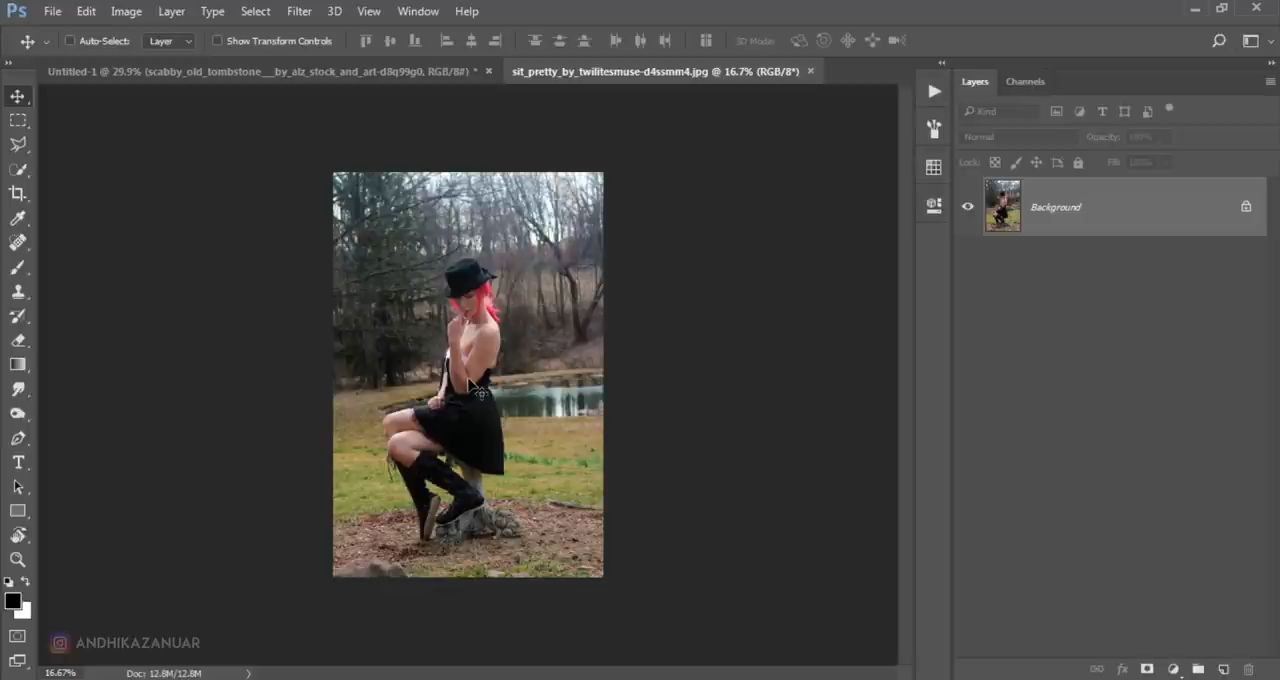 Ps File Edit Image Layer Type Select Filter 3D View Window Help
Auto-Select: Layer Show Transform Controls 3D Mode:
Untitled-1 @ 29.9% (scabby_old_tombstone__by_alz_stock_and_art-d8q99g0, RGB/8#) * ×
sit_pretty_by_twilitesmuse-d4ssmm4.jpg @ 16.7% (RGB/8*) ×
Layers Channels
Kind
Normal Opacity: 100%
Lock: Fill: 100%
Background
ANDHIKAZANUAR
16.67% Doc: 12.8M/12.8M